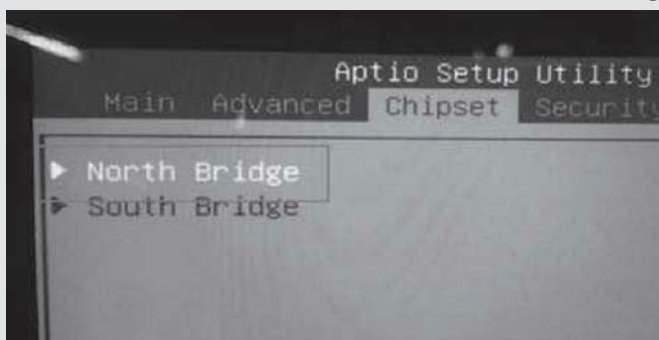 Aptio Setup Utility
Main Advanced Chipset Security
► North Bridge
► South Bridge